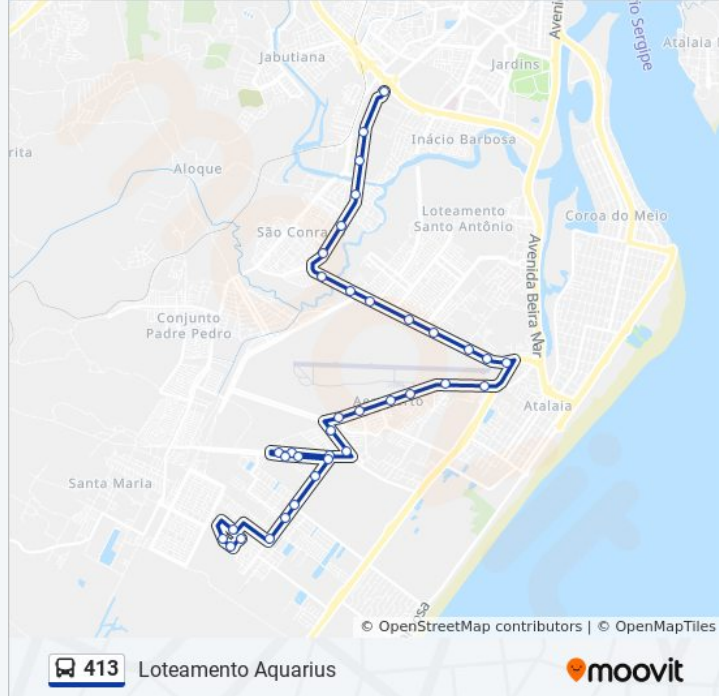 Aveni
Rio Sergipe
Atalaia
Jabutiana
Jardins
Inácio Barbosa
rita
Aloque
Loteamento
Santo Antônio
Coroa do Meio
São Conra
Avenida Beira Mar
Conjunto
Padre Pedro
Atalaia
Santa Maria
© OpenStreetMap contributors | © OpenMapTiles
413 Loteamento Aquarius
moovit